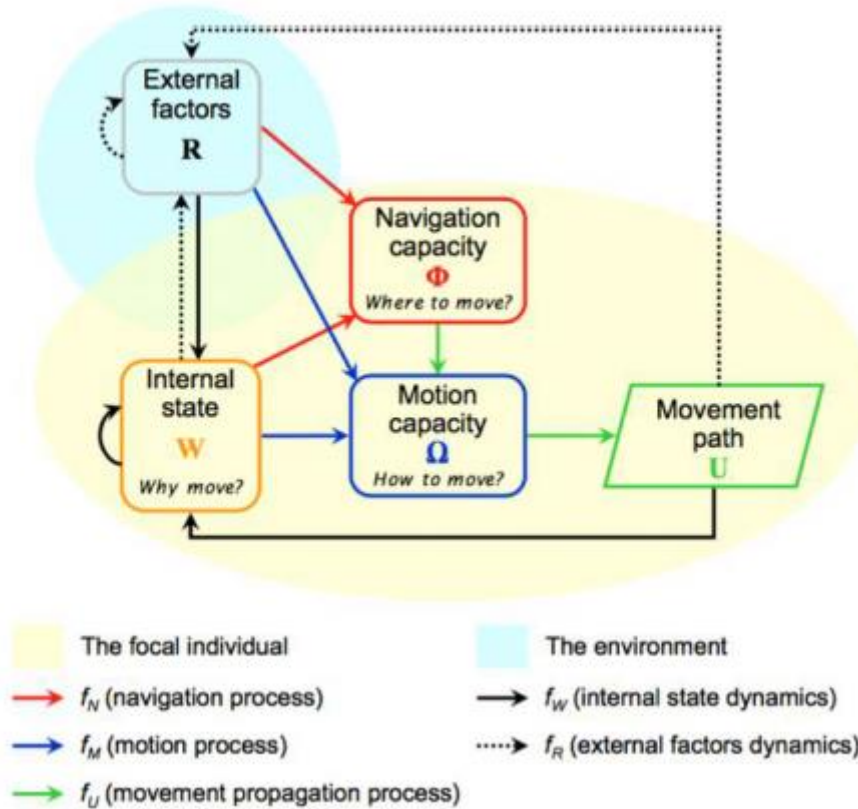 External
factors
R
Navigation
capacity
Φ
Where to move?
Internal
state
W
Why move?
Motion
capacity
Ω
How to move?
Movement
path
U
The focal individual
The environment
f_N (navigation process)
f_W (internal state dynamics)
f_M (motion process)
f_R (external factors dynamics)
f_U (movement propagation process)